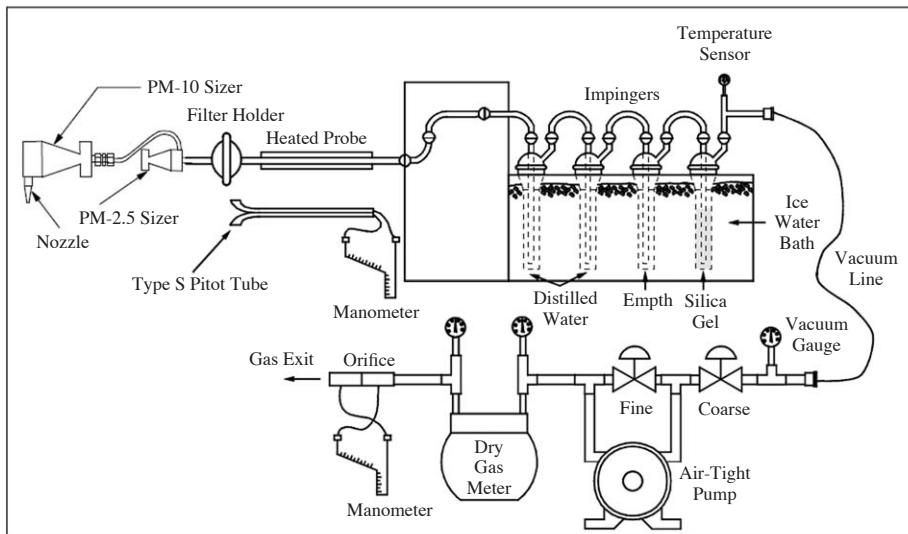 Temperature
Sensor
PM-10 Sizer
Impingers
Filter Holder
Heated Probe
PM-2.5 Sizer
Nozzle
Ice
Water
Bath
Type S Pitot Tube
Vacuum
Line
Manometer
Distilled
Water
Empth
Silica
Gel
Vacuum
Gauge
Gas Exit
Orifice
Fine
Coarse
Dry
Gas
Meter
Air-Tight
Pump
Manometer